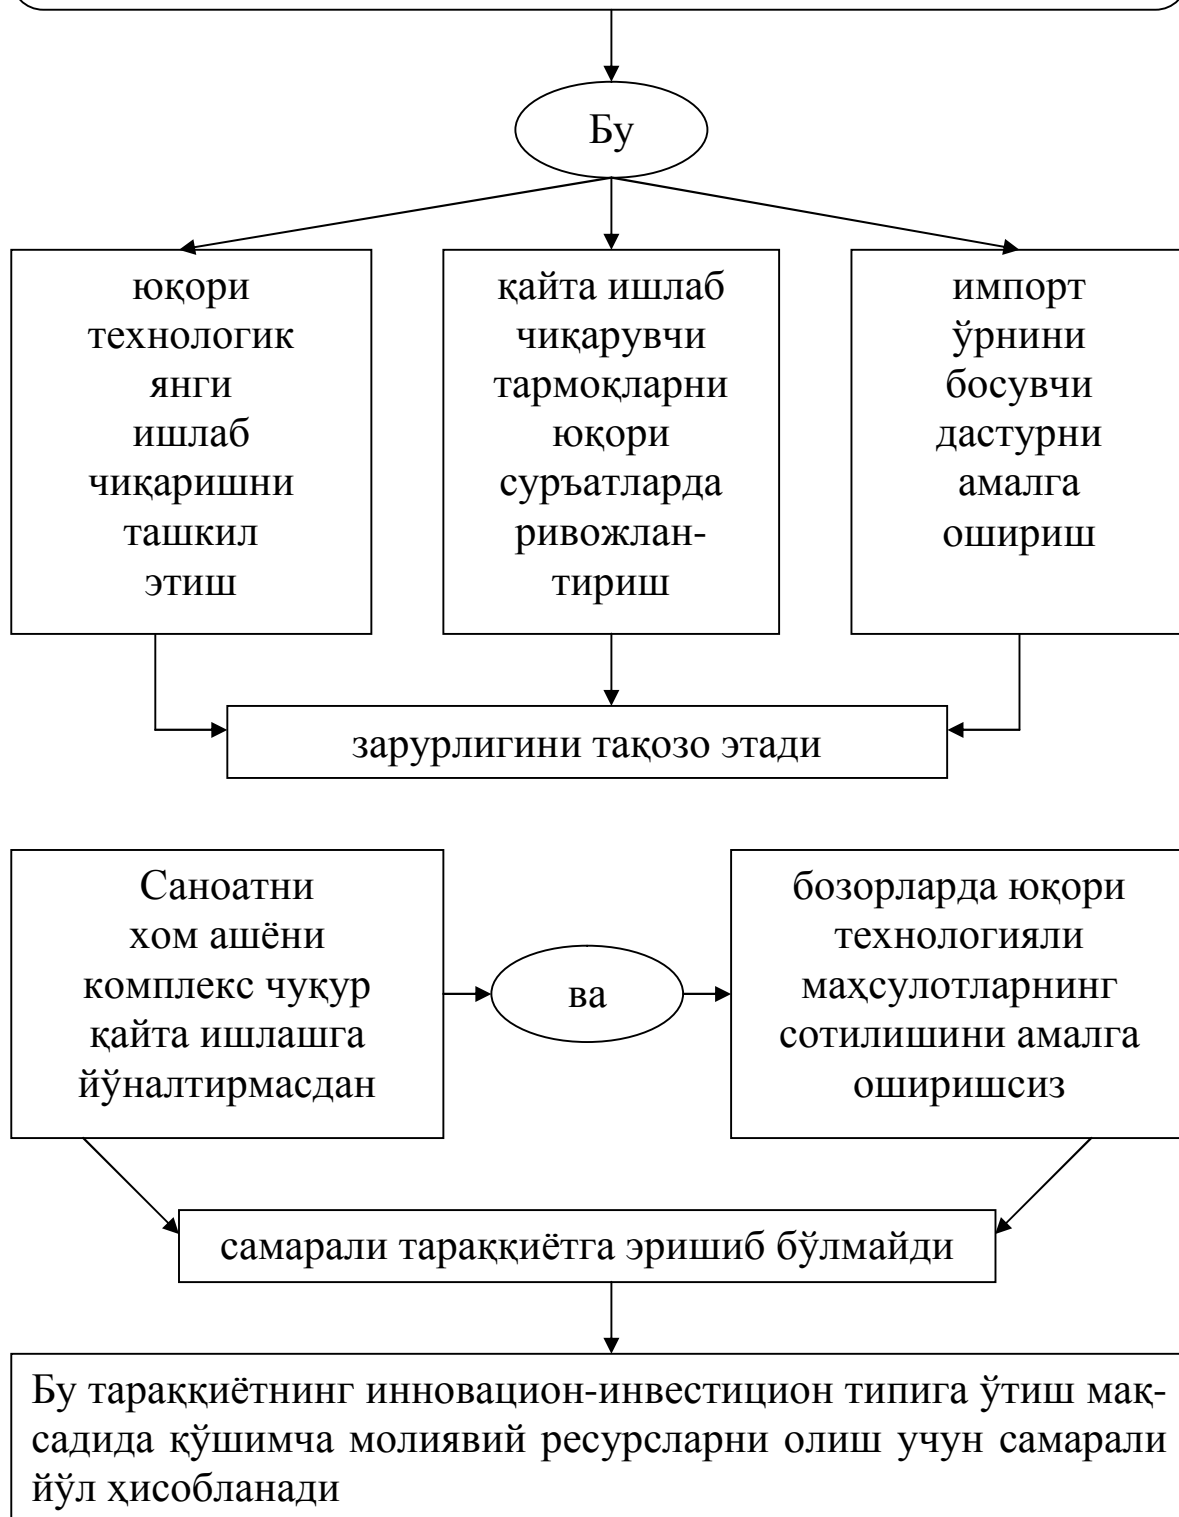 Бу
юқори
технологик
янги
ишлаб
чиқаришни
ташкил
этиш
қайта ишлаб
чиқарувчи
тармоқларни
юқори
суръатларда
ривожлан-
тириш
импорт
ўрнини
босувчи
дастурни
амалга
ошириш
зарурлигини тақозо этади
Саноатни
хом ашёни
комплекс чуқур
қайта ишлашга
йўналтирмасдан
ва
бозорларда юқори
технологияли
маҳсулотларнинг
сотилишини амалга
оширишсиз
самарали тараққиётга эришиб бўлмайди
Бу тараққиётнинг инновацион-инвестицион типига ўтиш мақ-
садида қўшимча молиявий ресурсларни олиш учун самарали
йўл ҳисобланади